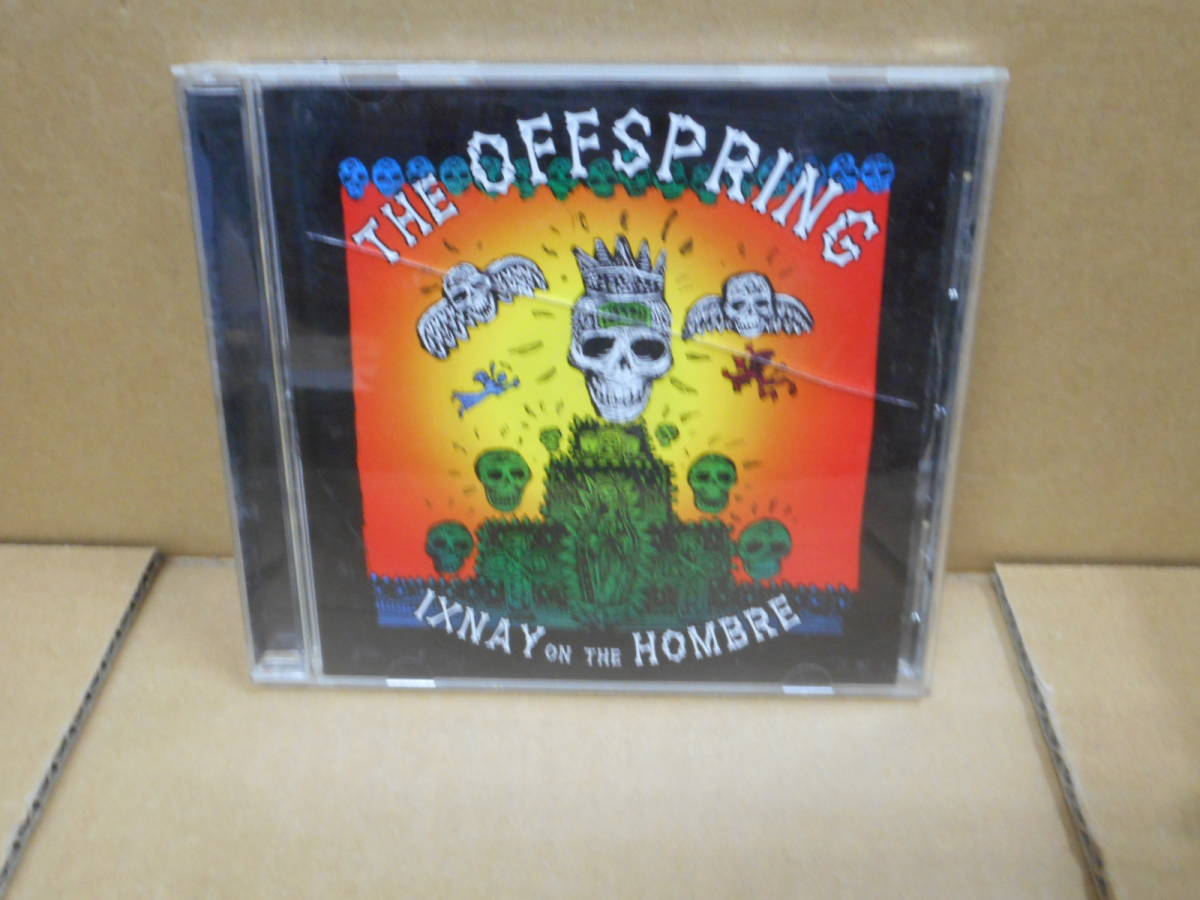 THE OFFSPRING
IXNAY ON THE HOMBRE